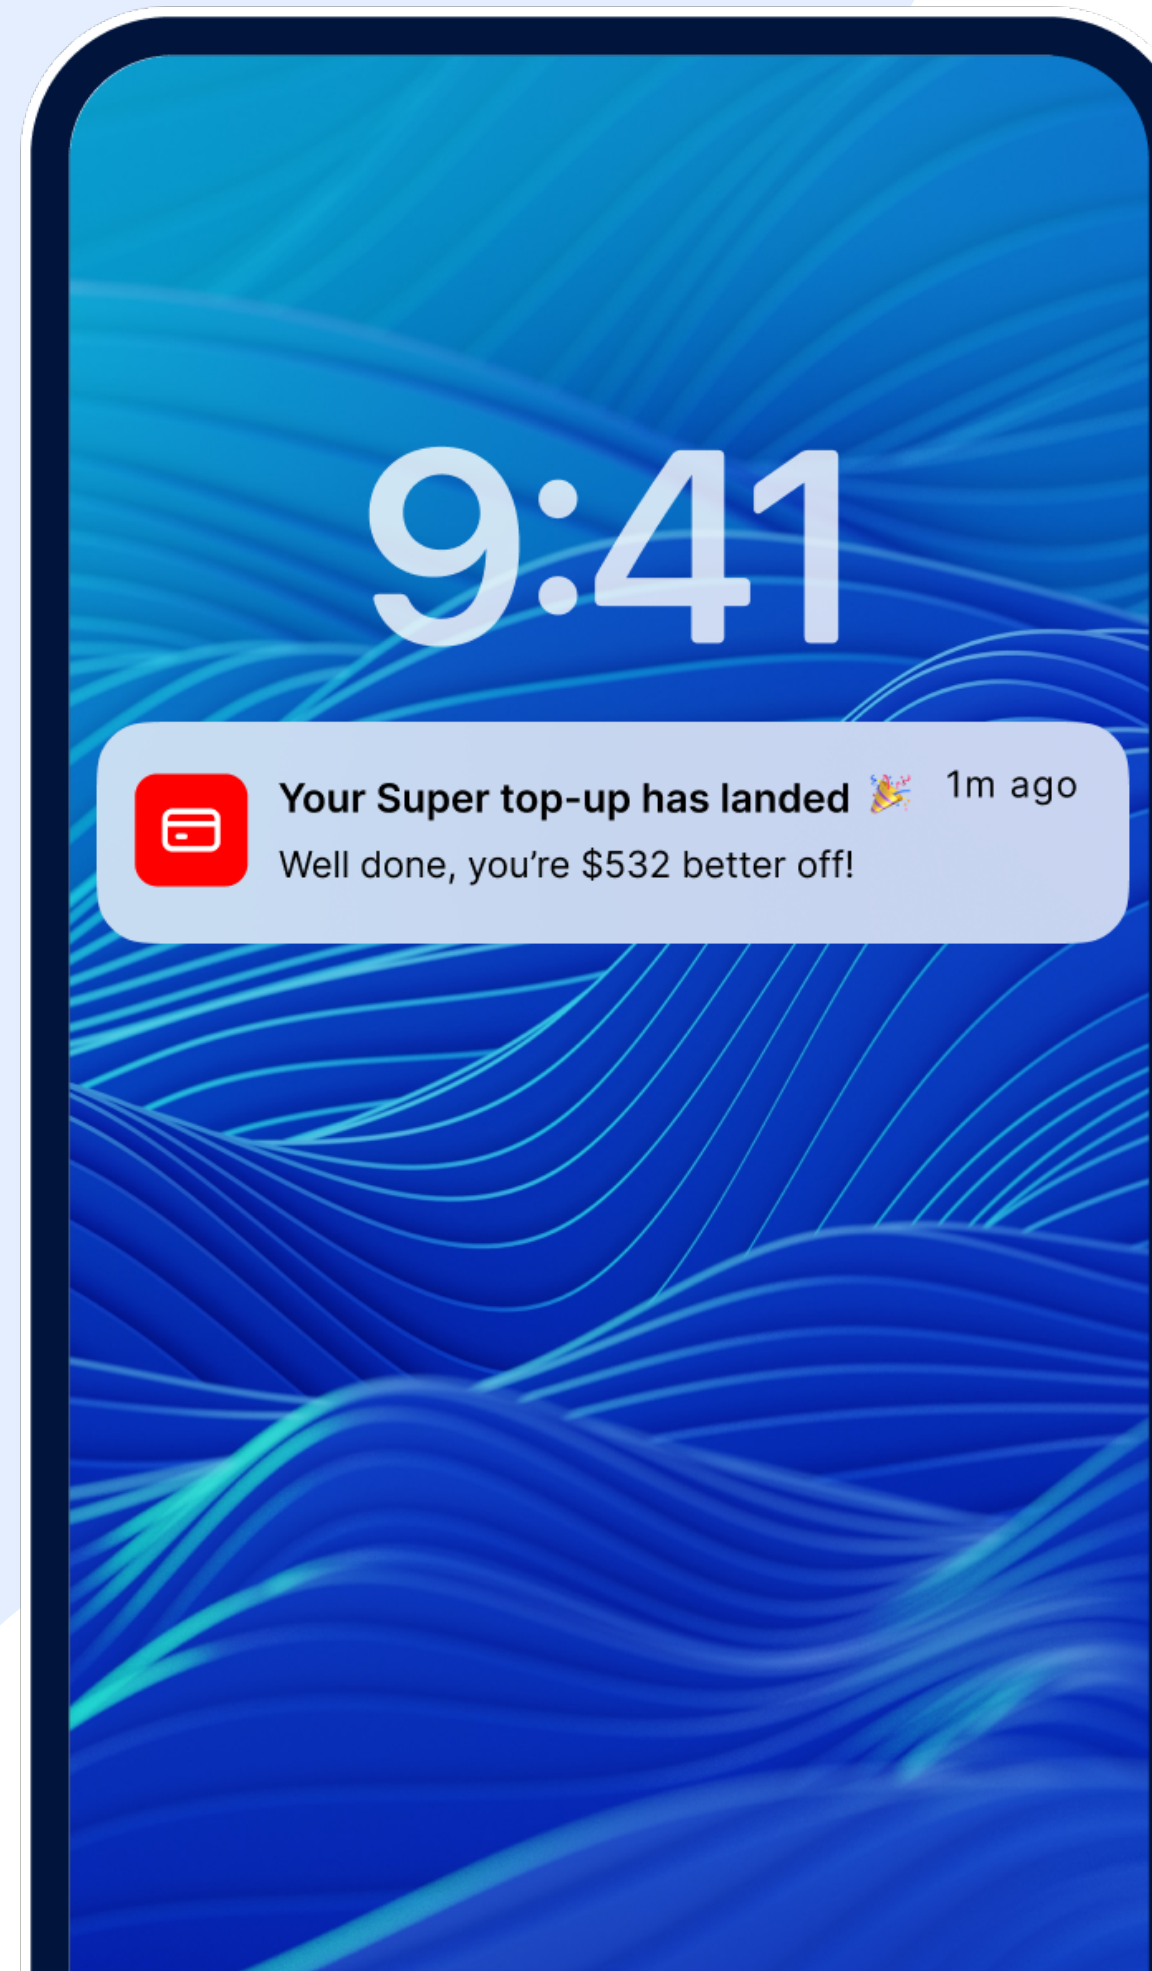 9:41
Your Super top-up has landed 🎉 1m ago
Well done, you’re $532 better off!